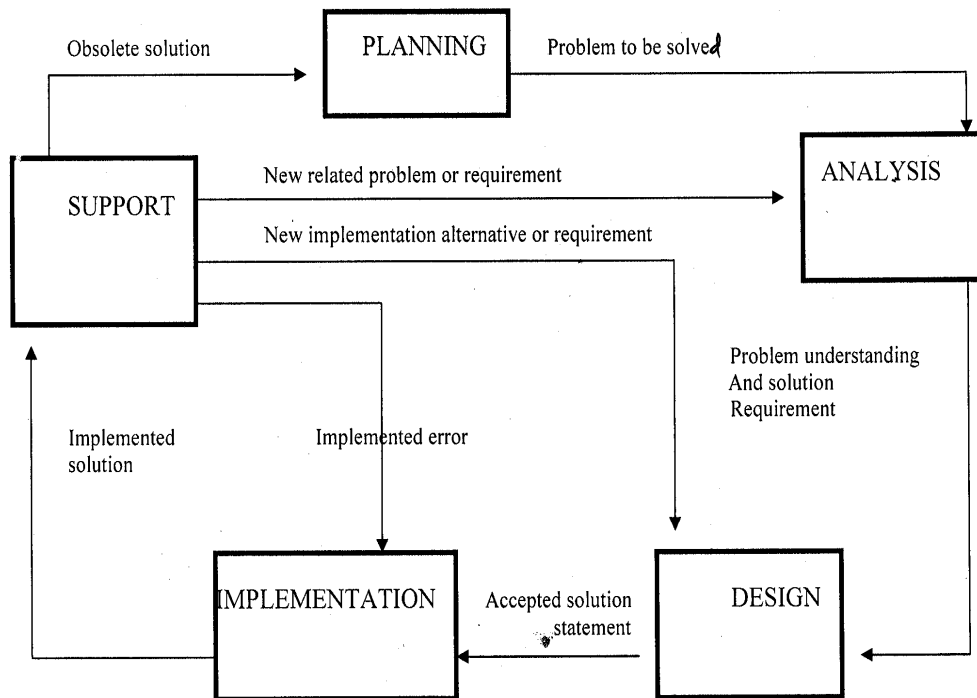 PLANNING
Obsolete solution
Problem to be solved
ANALYSIS
SUPPORT
New related problem or requirement
New implementation alternative or requirement
Problem understanding
And solution
Requirement
Implemented
solution
Implemented error
IMPLEMENTATION
Accepted solution
statement
DESIGN